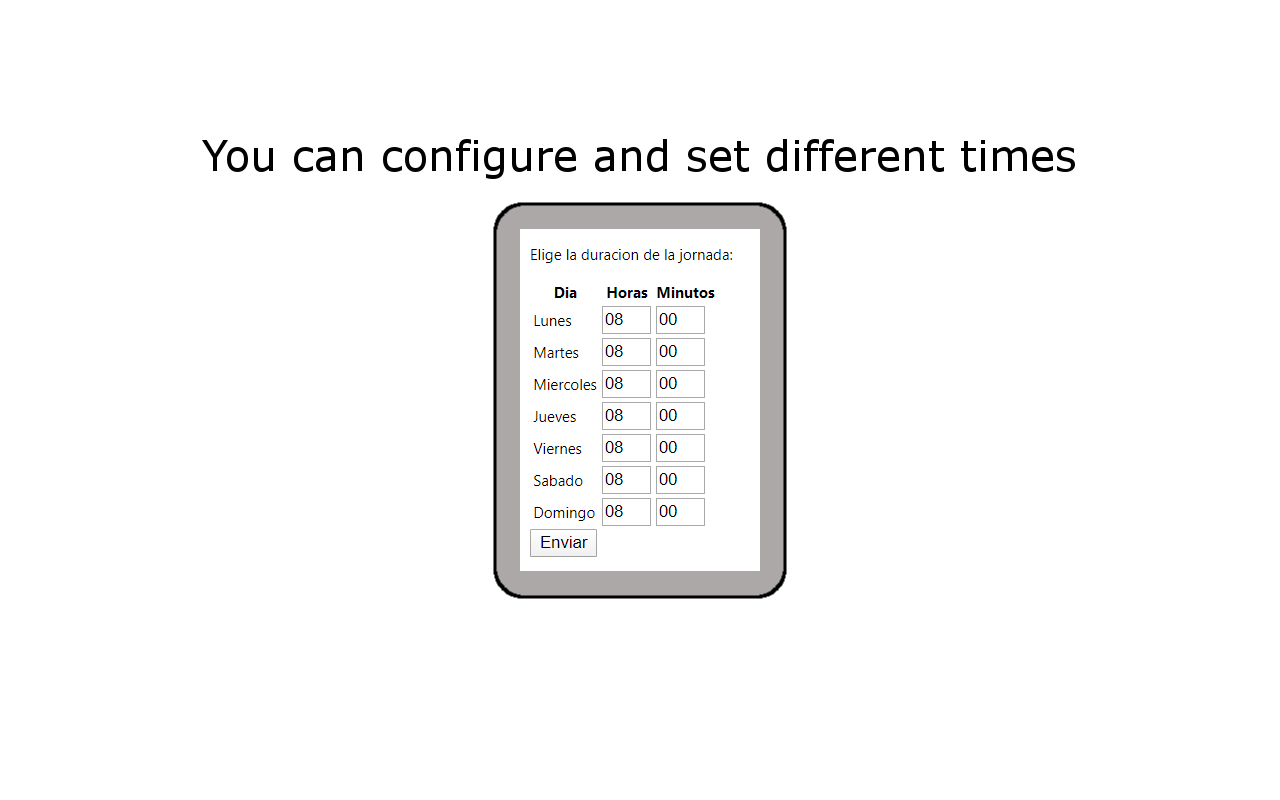 You can configure and set different times
Elige la duracion de la jornada:
Dia Horas Minutos
Lunes 08 00
Martes 08 00
Miercoles 08 00
Jueves 08 00
Viernes 08 00
Sabado 08 00
Domingo 08 00
Enviar